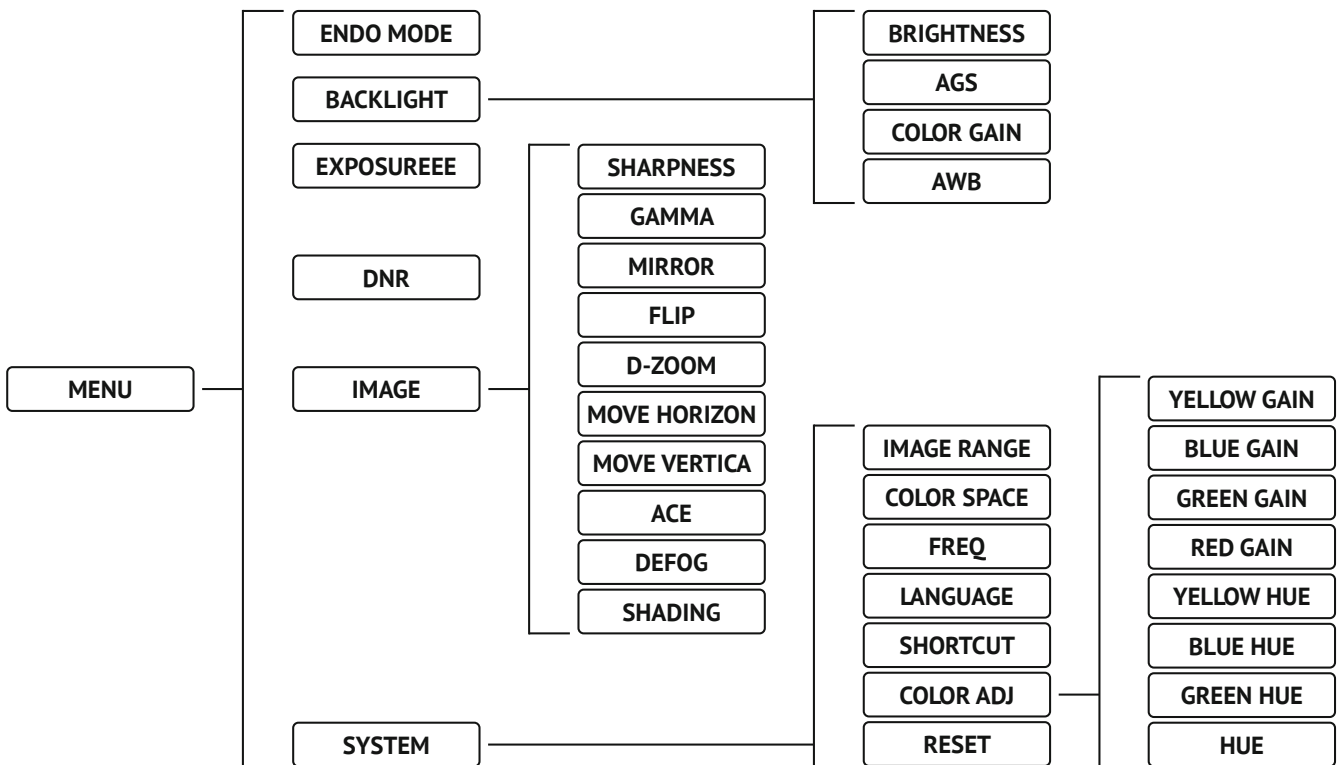 MENU
ENDO MODE
BACKLIGHT
EXPOSUREEE
DNR
IMAGE
SYSTEM
SHARPNESS
GAMMA
MIRROR
FLIP
D-ZOOM
MOVE HORIZON
MOVE VERTICA
ACE
DEFOG
SHADING
BRIGHTNESS
AGS
COLOR GAIN
AWB
IMAGE RANGE
COLOR SPACE
FREQ
LANGUAGE
SHORTCUT
COLOR ADJ
RESET
YELLOW GAIN
BLUE GAIN
GREEN GAIN
RED GAIN
YELLOW HUE
BLUE HUE
GREEN HUE
HUE